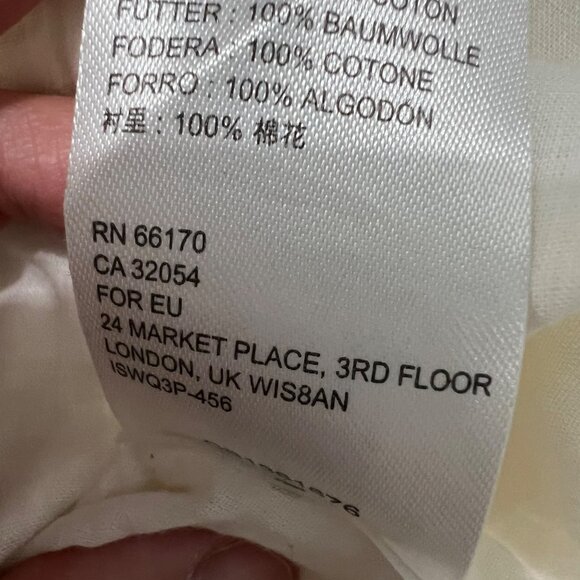 COTON
FUTTER : 100% BAUMWOLLE
FODERA : 100% COTONE
FORRO : 100% ALGODÓN
衬里 : 100% 棉花
RN 66170
CA 32054
FOR EU
24 MARKET PLACE, 3RD FLOOR
LONDON, UK WIS8AN
ISWQ3P-456